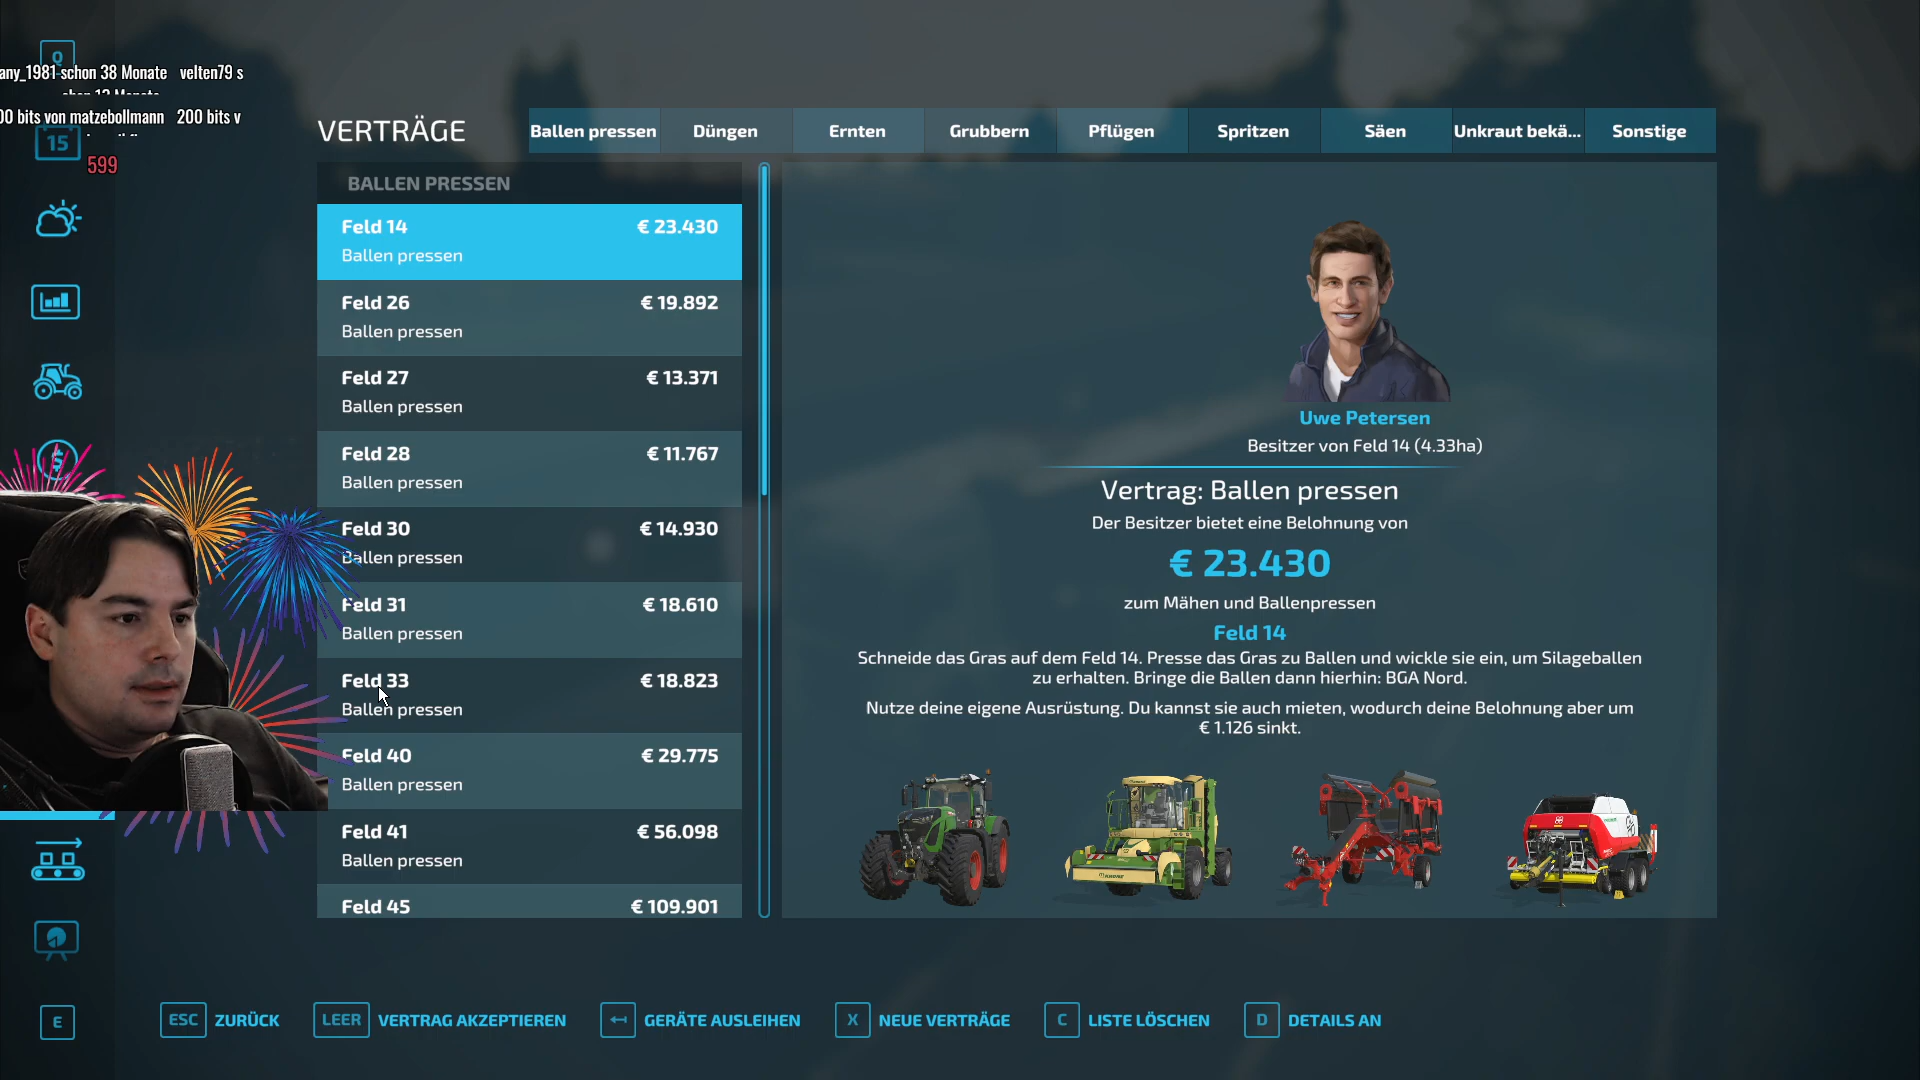 Q
any_1981 schon 38 Monate velten79 s
00 bits von matzebollmann 200 bits v
15
599
VERTRÄGE
Ballen pressen
Düngen
Ernten
Grubbern
Pflügen
Spritzen
Säen
Unkraut bekä...
Sonstige
BALLEN PRESSEN
Feld 14 € 23.430
Ballen pressen
Feld 26 € 19.892
Ballen pressen
Feld 27 € 13.371
Ballen pressen
Feld 28 € 11.767
Ballen pressen
Feld 30 € 14.930
Ballen pressen
Feld 31 € 18.610
Ballen pressen
Feld 33 € 18.823
Ballen pressen
Feld 40 € 29.775
Ballen pressen
Feld 41 € 56.098
Ballen pressen
Feld 45 € 109.901
Uwe Petersen
Besitzer von Feld 14 (4.33ha)
Vertrag: Ballen pressen
Der Besitzer bietet eine Belohnung von
€ 23.430
zum Mähen und Ballenpressen
Feld 14
Schneide das Gras auf dem Feld 14. Presse das Gras zu Ballen und wickle sie ein, um Silageballen
zu erhalten. Bringe die Ballen dann hierhin: BGA Nord.
Nutze deine eigene Ausrüstung. Du kannst sie auch mieten, wodurch deine Belohnung aber um
€ 1.126 sinkt.
E
ESC ZURÜCK
LEER VERTRAG AKZEPTIEREN
GERÄTE AUSLEIHEN
X NEUE VERTRÄGE
C LISTE LÖSCHEN
D DETAILS AN